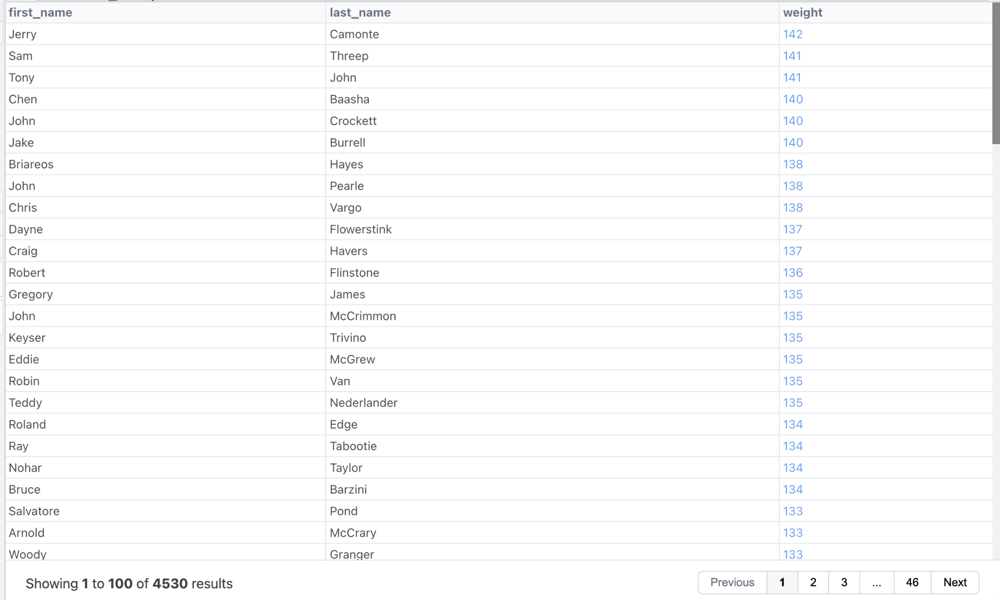 first_name last_name weight
Jerry Camonte 142
Sam Threep 141
Tony John 141
Chen Baasha 140
John Crockett 140
Jake Burrell 140
Briareos Hayes 138
John Pearle 138
Chris Vargo 138
Dayne Flowerstink 137
Craig Havers 137
Robert Flinstone 136
Gregory James 135
John McCrimmon 135
Keyser Trivino 135
Eddie McGrew 135
Robin Van 135
Teddy Nederlander 135
Roland Edge 134
Ray Tabootie 134
Nohar Taylor 134
Bruce Barzini 134
Salvatore Pond 133
Arnold McCrary 133
Woody Granger 133
Showing 1 to 100 of 4530 results Previous 1 2 3 ... 46 Next